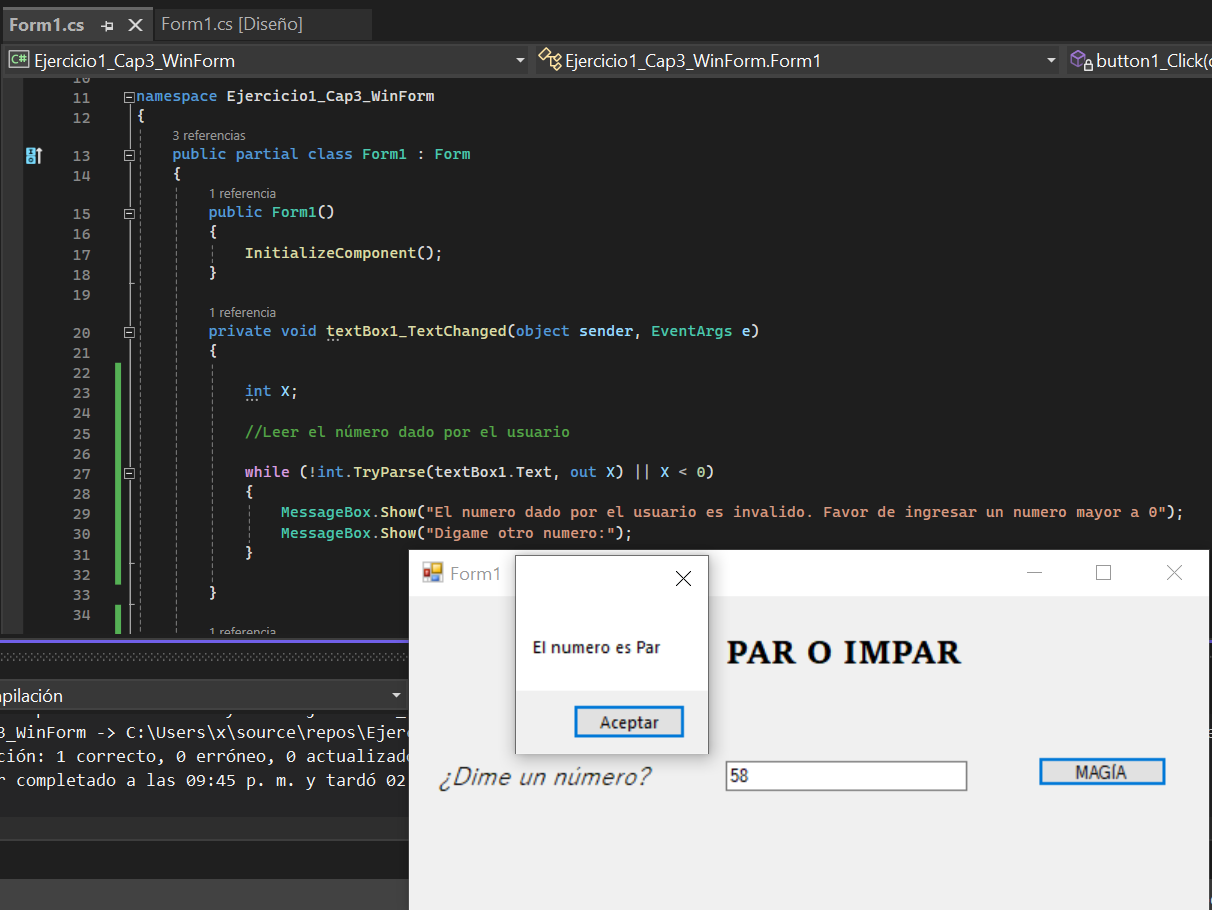 Form1.cs
Form1.cs [Diseño]
C# Ejercicio1_Cap3_WinForm
Ejercicio1_Cap3_WinForm.Form1
button1_Click(
10
11 namespace Ejercicio1_Cap3_WinForm
12 {
3 referencias
13 public partial class Form1 : Form
14 {
1 referencia
15 public Form1()
16 {
17 InitializeComponent();
18 }
19
1 referencia
20 private void textBox1_TextChanged(object sender, EventArgs e)
21 {
22
23 int X;
24
25 //Leer el número dado por el usuario
26
27 while (!int.TryParse(textBox1.Text, out X) || X < 0)
28 {
29 MessageBox.Show("El numero dado por el usuario es invalido. Favor de ingresar un numero mayor a 0");
30 MessageBox.Show("Digame otro numero:");
31 }
32
33 }
34
1 referencia
pilación
3_WinForm -> C:\Users\x\source\repos\Ejer
ción: 1 correcto, 0 erróneo, 0 actualizad
r completado a las 09:45 p. m. y tardó 02
Form1
El numero es Par
Aceptar
PAR O IMPAR
¿Dime un número?
58
MAGÍA